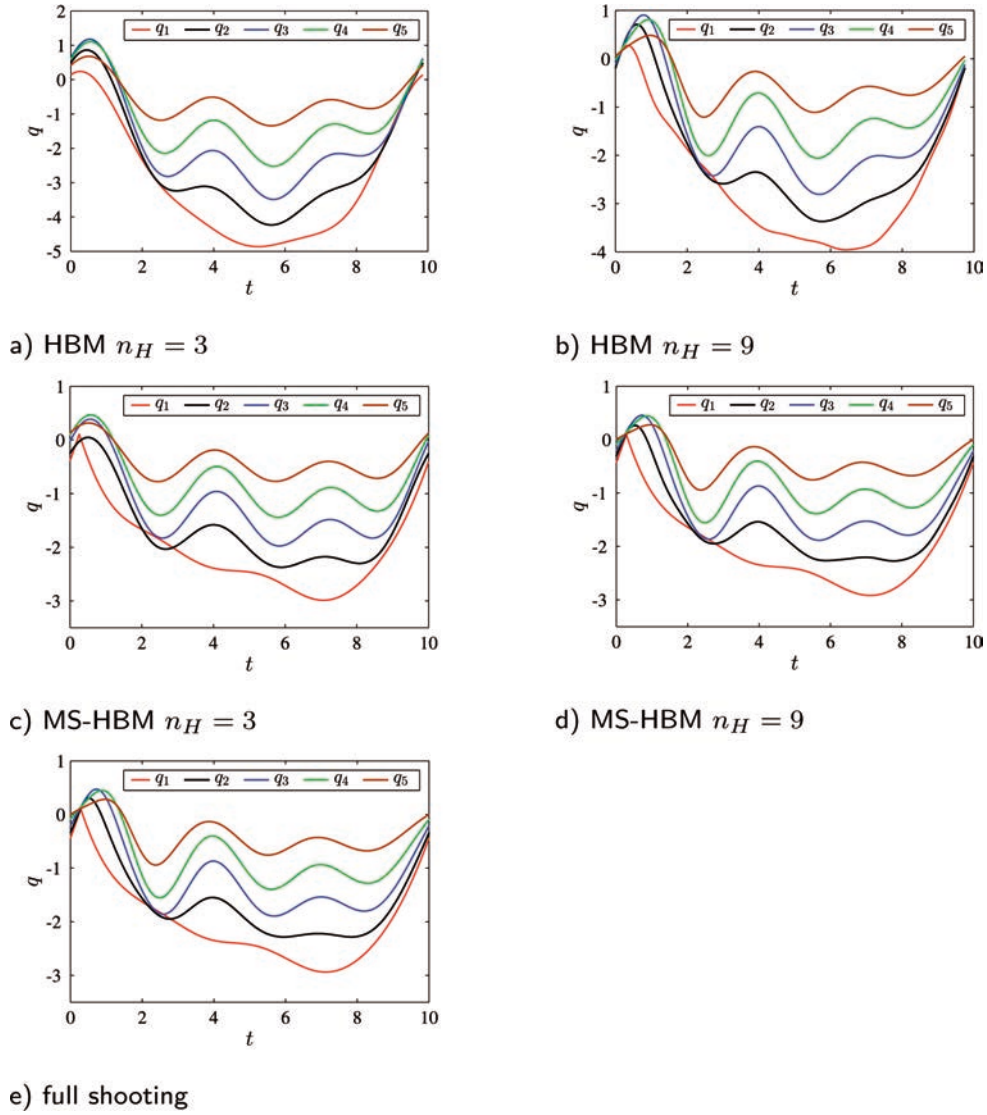 2
1
0
-1
-2
-3
-4
-5
q
q₁ q₂ q₃ q₄ q₅
0 2 4 6 8 10
t
1
0
-1
-2
-3
-4
q
q₁ q₂ q₃ q₄ q₅
0 2 4 6 8 10
t
a) HBM n_H = 3
b) HBM n_H = 9
1
0
-1
-2
-3
q
q₁ q₂ q₃ q₄ q₅
0 2 4 6 8 10
t
1
0
-1
-2
-3
q
q₁ q₂ q₃ q₄ q₅
0 2 4 6 8 10
t
c) MS-HBM n_H = 3
d) MS-HBM n_H = 9
1
0
-1
-2
-3
q
q₁ q₂ q₃ q₄ q₅
0 2 4 6 8 10
t
e) full shooting